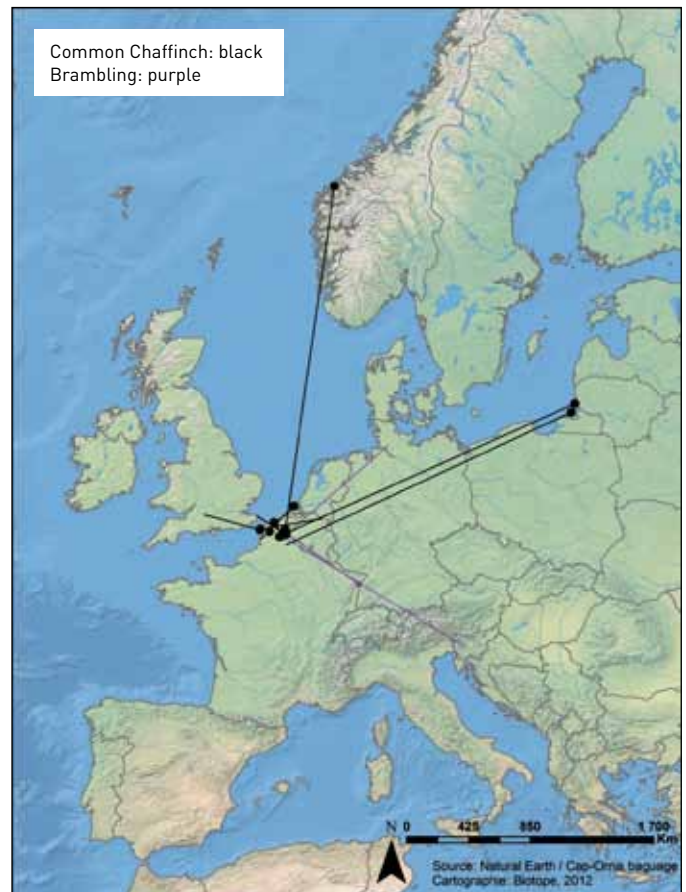 Common Chaffinch: black
Brambling: purple
N 0 425 850 1 700
Km
Source: Natural Earth / Cap-Ornis baguage
Cartographie: Biotope, 2012